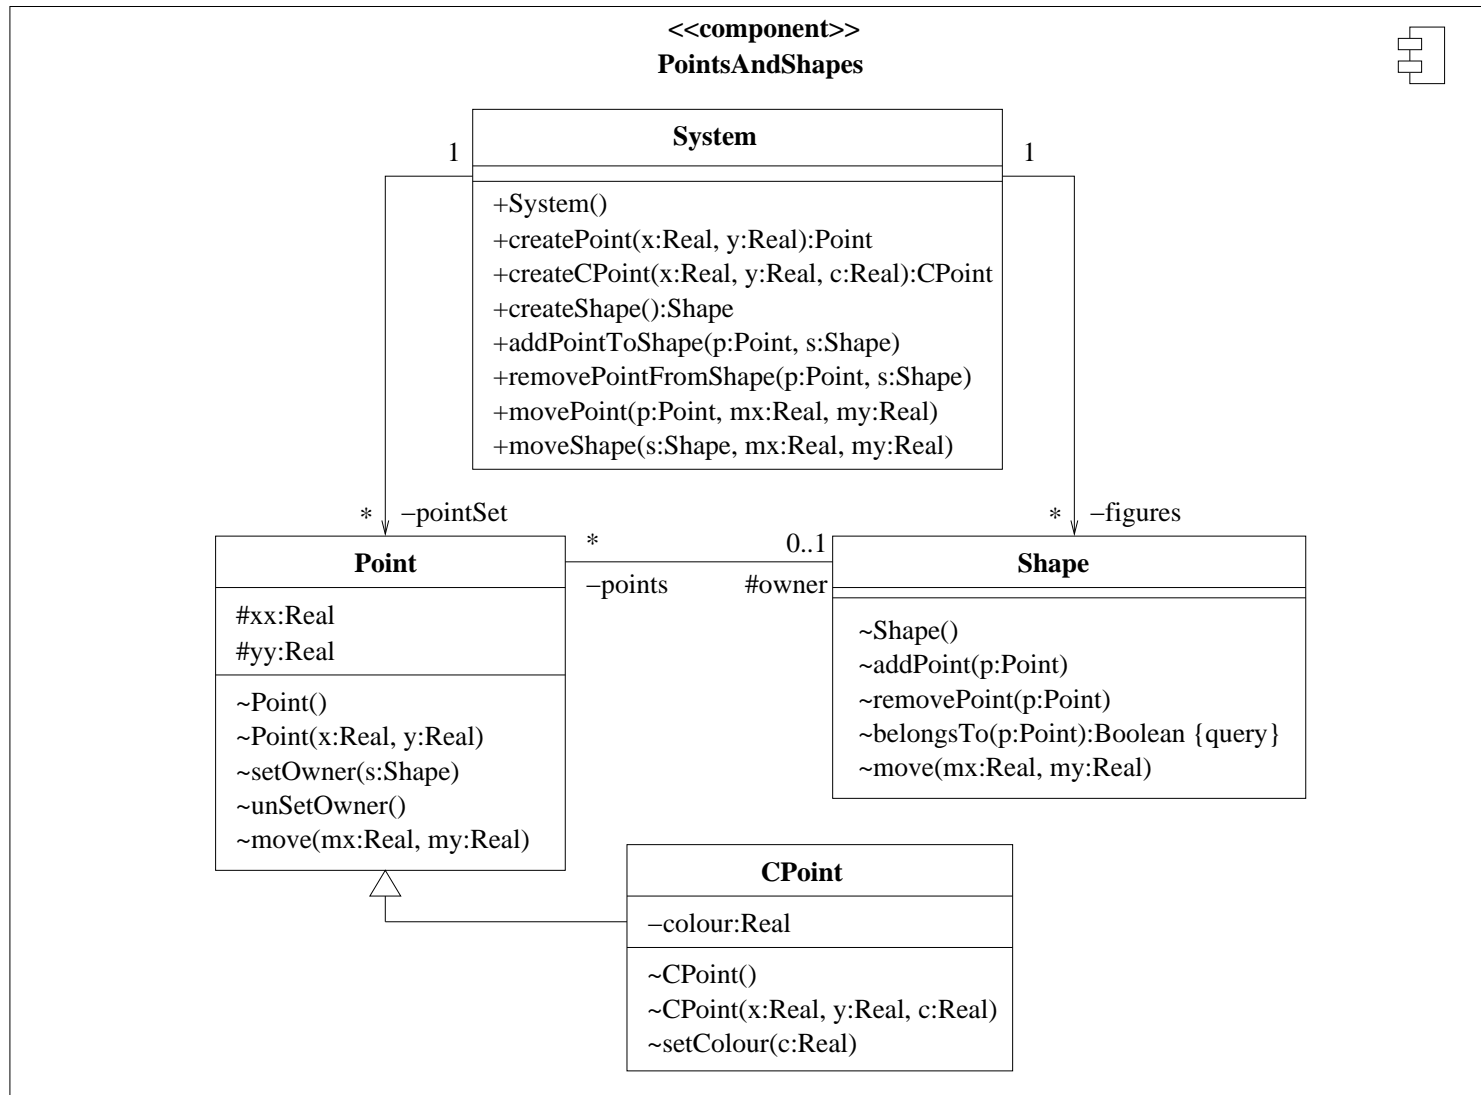 <<component>>
PointsAndShapes
System
1
1
+System()
+createPoint(x:Real, y:Real):Point
+createCPoint(x:Real, y:Real, c:Real):CPoint
+createShape():Shape
+addPointToShape(p:Point, s:Shape)
+removePointFromShape(p:Point, s:Shape)
+movePoint(p:Point, mx:Real, my:Real)
+moveShape(s:Shape, mx:Real, my:Real)
* −pointSet
* −figures
Point
* 0..1
−points #owner
Shape
#xx:Real
#yy:Real
~Point()
~Point(x:Real, y:Real)
~setOwner(s:Shape)
~unSetOwner()
~move(mx:Real, my:Real)
~Shape()
~addPoint(p:Point)
~removePoint(p:Point)
~belongsTo(p:Point):Boolean {query}
~move(mx:Real, my:Real)
CPoint
−colour:Real
~CPoint()
~CPoint(x:Real, y:Real, c:Real)
~setColour(c:Real)